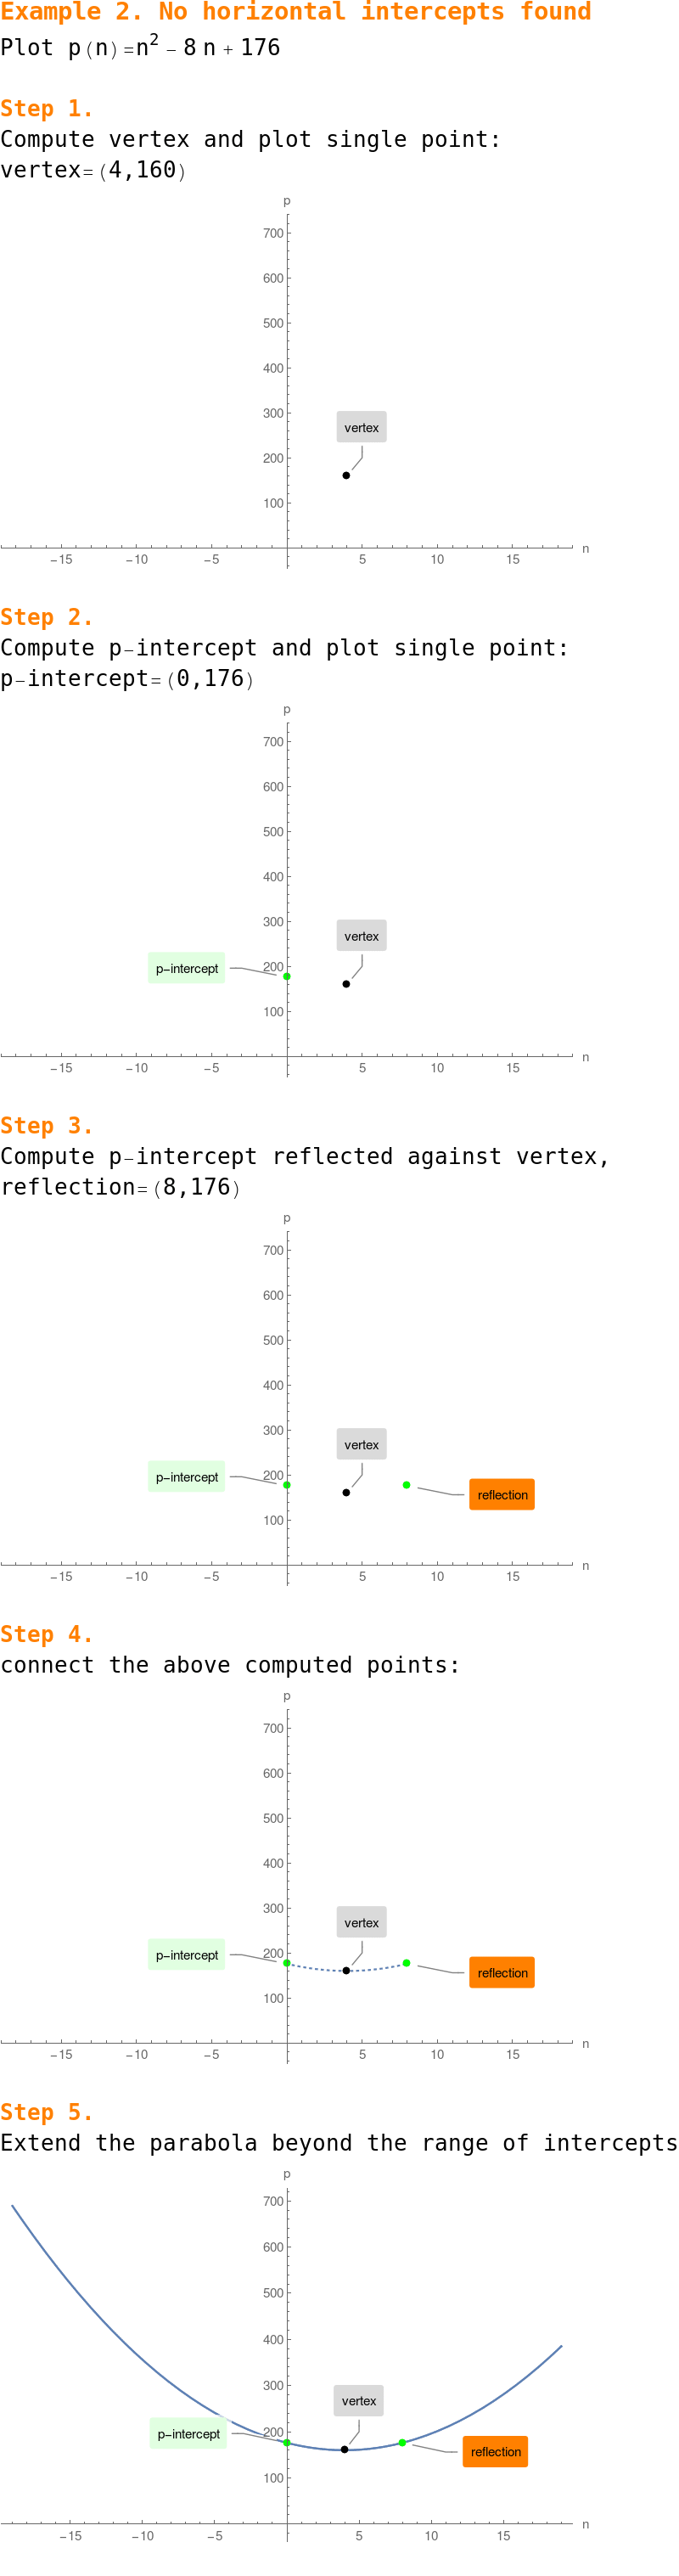 Example 2. No horizontal intercepts found
Plot p(n)=n² − 8 n + 176
Step 1.
Compute vertex and plot single point:
vertex=(4,160)
p
700
600
500
400
300
vertex
200
100
n
−15 −10 −5 5 10 15
Step 2.
Compute p−intercept and plot single point:
p−intercept=(0,176)
p
700
600
500
400
300
vertex
200
p−intercept
100
n
−15 −10 −5 5 10 15
Step 3.
Compute p−intercept reflected against vertex,
reflection=(8,176)
p
700
600
500
400
300
vertex
200
p−intercept
reflection
100
n
−15 −10 −5 5 10 15
Step 4.
connect the above computed points:
p
700
600
500
400
300
vertex
200
p−intercept
reflection
100
n
−15 −10 −5 5 10 15
Step 5.
Extend the parabola beyond the range of intercepts
p
700
600
500
400
300
vertex
200
p−intercept
reflection
100
n
−15 −10 −5 5 10 15